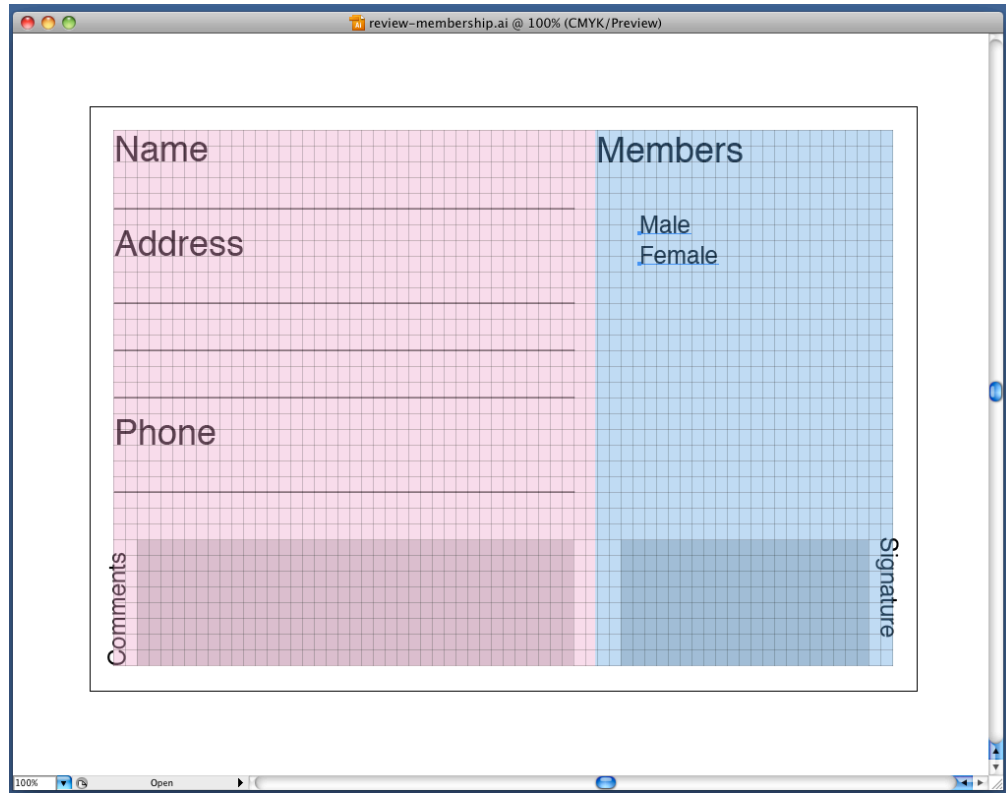 review-membership.ai @ 100% (CMYK/Preview)
Name
Members
Male
Female
Address
Phone
Comments
Signature
100%
Open